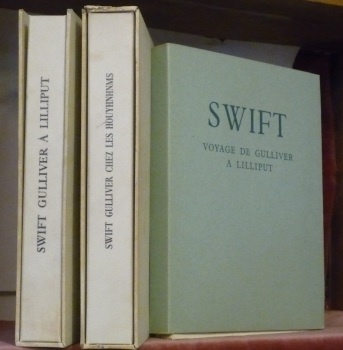 SWIFT GULLIVER A LILLIPUT
SWIFT GULLIVER CHEZ LES HOUYHNHNMS
SWIFT
VOYAGE DE GULLIVER
A LILLIPUT